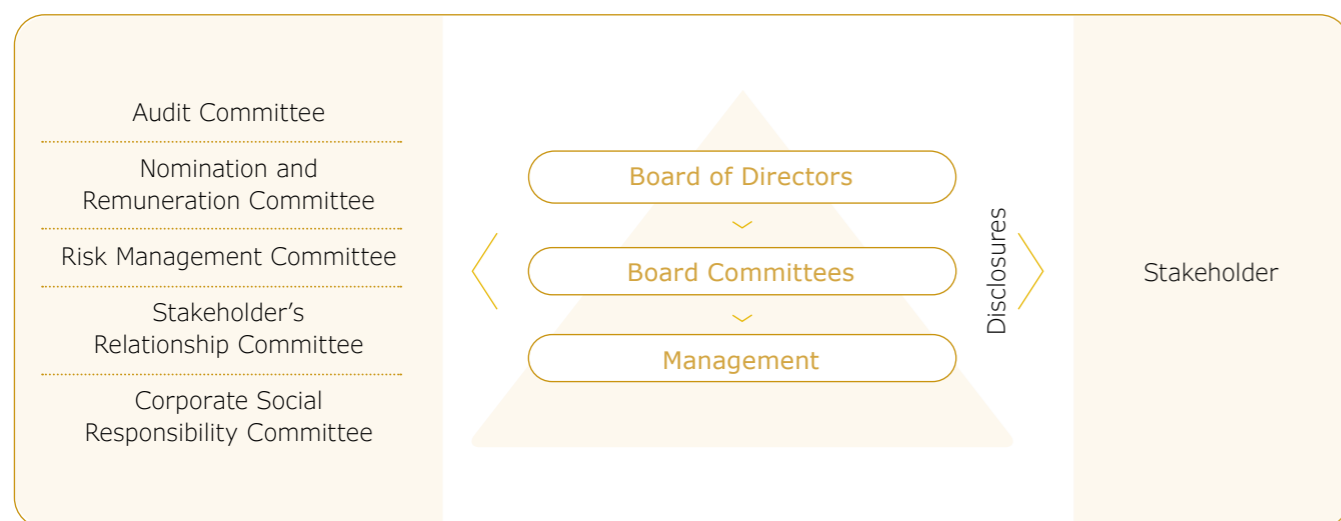 Audit Committee
Nomination and
Remuneration Committee
Risk Management Committee
Stakeholder’s
Relationship Committee
Corporate Social
Responsibility Committee
Board of Directors
Board Committees
Management
Disclosures
Stakeholder